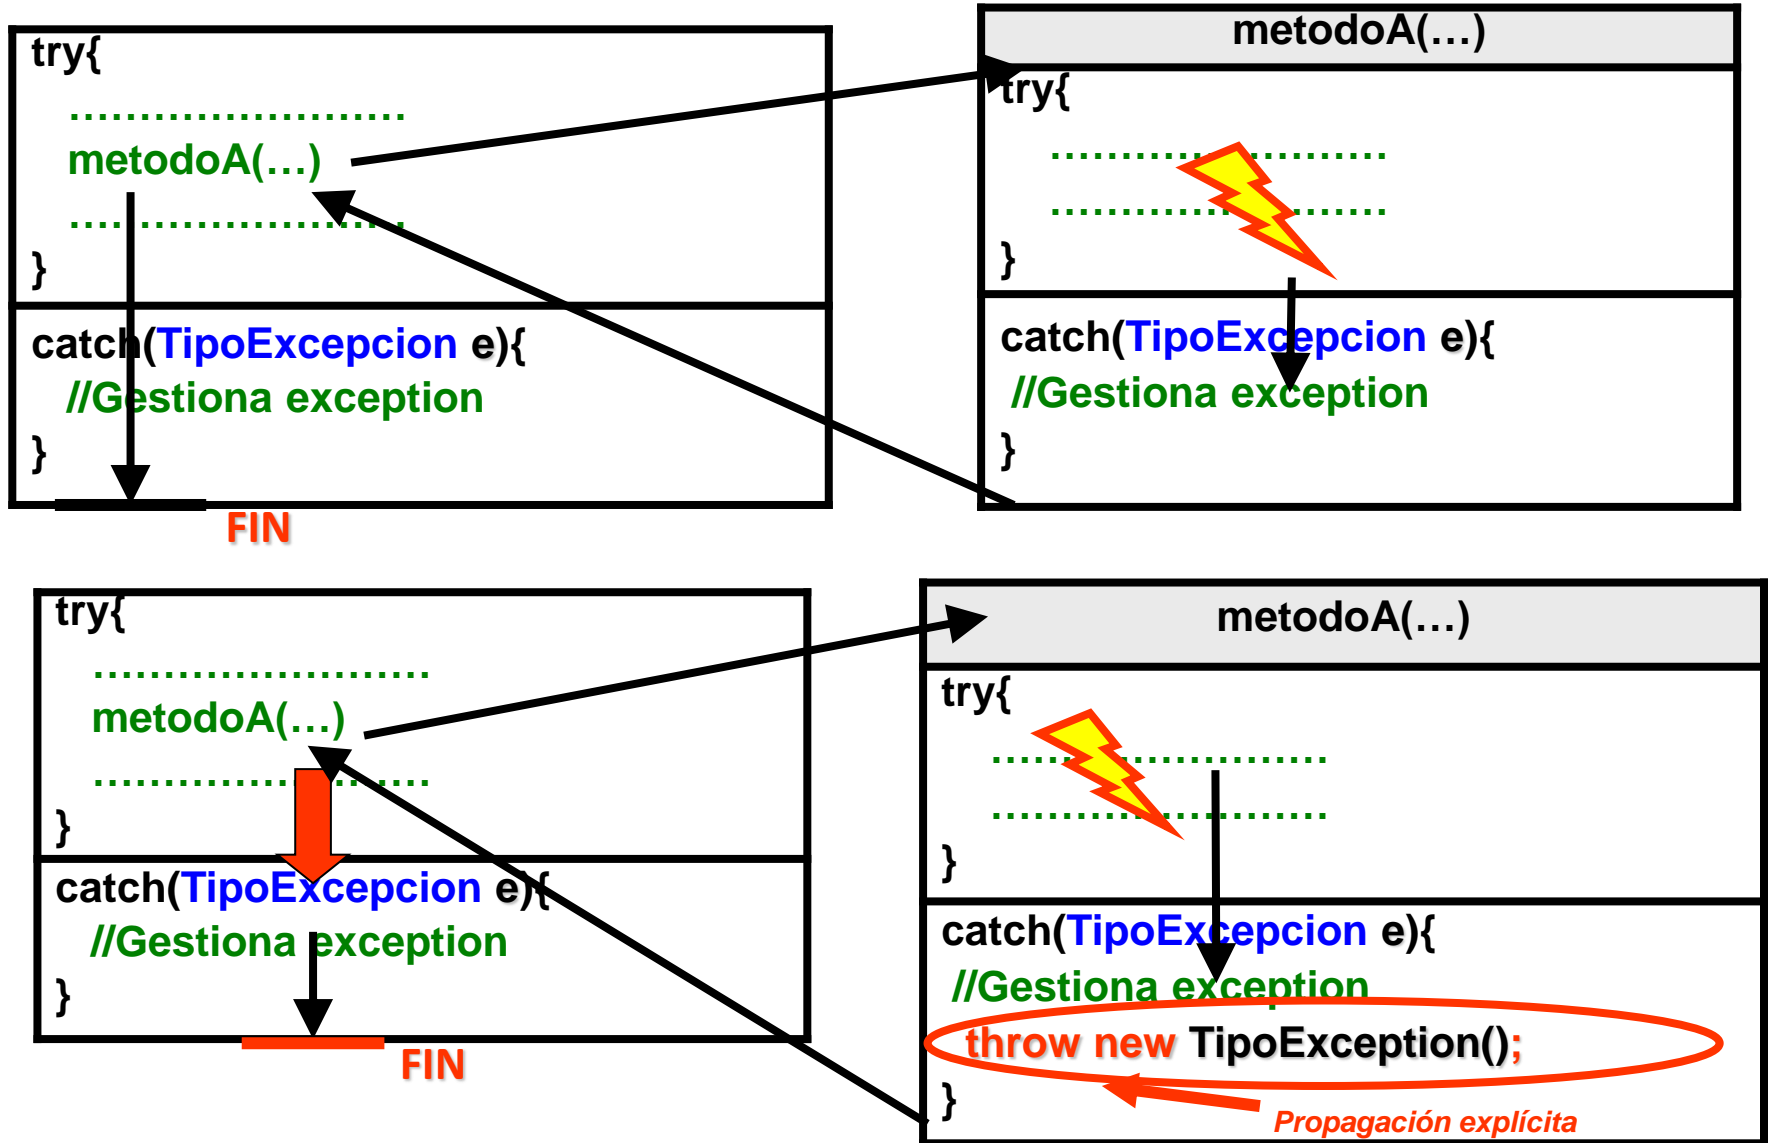 try{
........................
metodoA(…)
........................
}
catch(TipoExcepcion e){
//Gestiona exception
}
FIN
metodoA(…)
try{
........................
........................
}
catch(TipoExcepcion e){
//Gestiona exception
}
try{
........................
metodoA(…)
........................
}
catch(TipoExcepcion e){
//Gestiona exception
}
FIN
metodoA(…)
try{
........................
........................
}
catch(TipoExcepcion e){
//Gestiona exception
throw new TipoException();
}
Propagación explícita